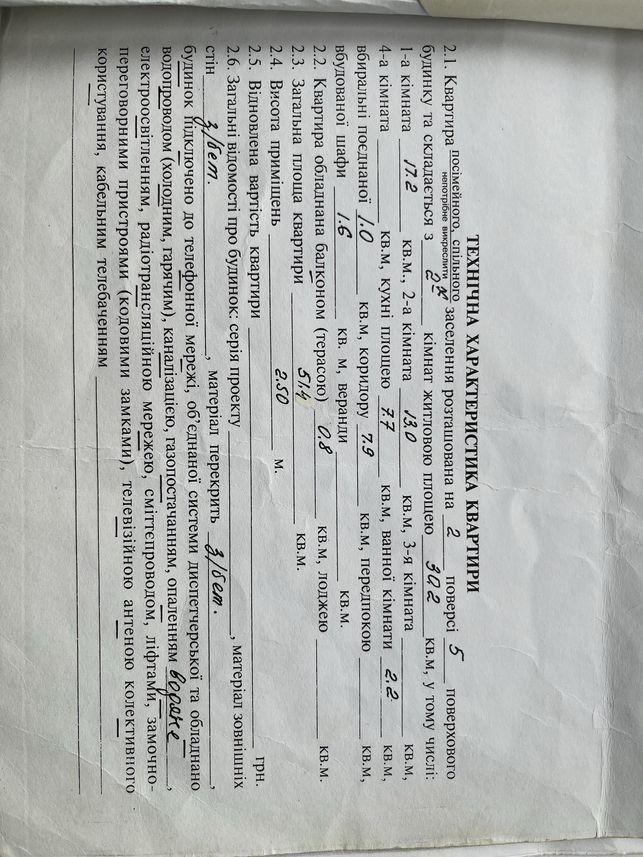 ТЕХНІЧНА ХАРАКТЕРИСТИКА КВАРТИРИ
2.1. Квартира посімейного, спільного заселення розташована на 2 поверсі 5 поверхового
непотрібне викреслити
будинку та складається з 2х кімнат житловою площею 30.2 кв.м, у тому числі:
1-а кімната 17.2 кв.м., 2-а кімната 13.0 кв.м, 3-я кімната кв.м,
4-а кімната кв.м, кухні площею 7.7 кв.м, ванної кімнати 2.2 кв.м,
вбиральні поєднаної 1.0 кв.м, коридору 7.9 кв.м, передпокою кв.м,
вбудованої шафи 1.6 кв. м, веранди кв.м.
2.2. Квартира обладнана балконом (терасою) 0.8 кв.м, лоджею кв.м.
2.3. Загальна площа квартири 51.4 кв.м.
2.4. Висота приміщень 2.50 м.
2.5. Відновлена вартість квартири грн.
2.6. Загальні відомості про будинок: серія проекту , матеріал зовнішніх
стін з/бет. , матеріал перекрить з/бет. ,
будинок підключено до телефонної мережі, об’єднаної системи диспетчерської та обладнано
водопроводом (холодним, гарячим), каналізацією, газопостачанням, опаленням водяне ,
електроосвітленням, радіотрансляційною мережею, сміттєпроводом, ліфтами, замочно-
переговорними пристроями (кодовими замками), телевізійною антеною колективного
користування, кабельним телебаченням